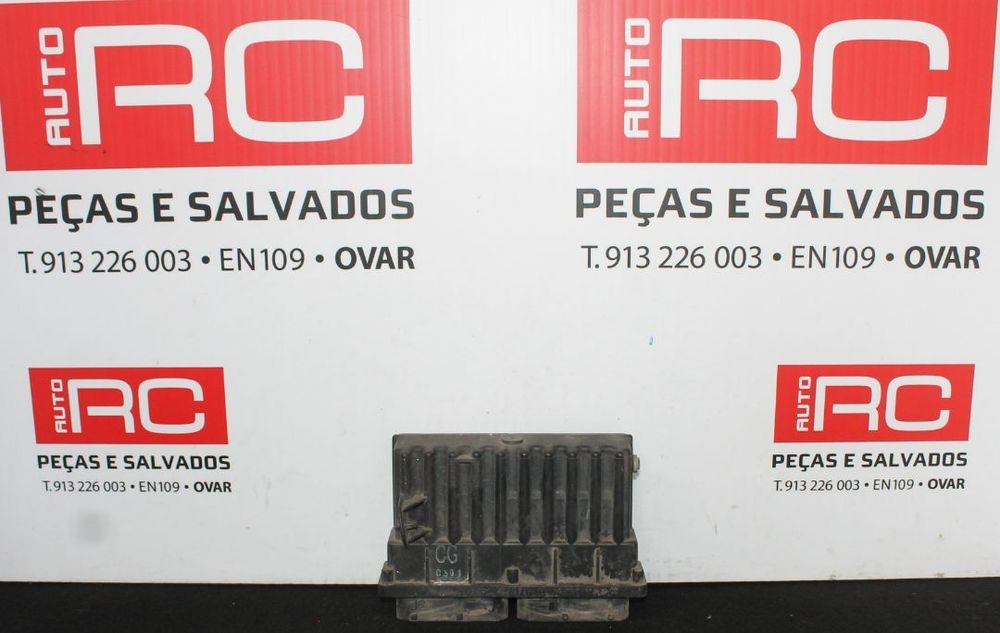 AUTO RC
PEÇAS E SALVADOS
T. 913 226 003 • EN109 • OVAR
AUTO RC
PEÇAS E SALVADOS
T. 913 226 003 • EN109 • OVAR
AUTO RC
PEÇAS E SALVADOS
T. 913 226 003 • EN109 • OVAR
AUTO RC
PEÇAS E SALVADOS
T. 913 226 003 • EN109 • OVAR
CG